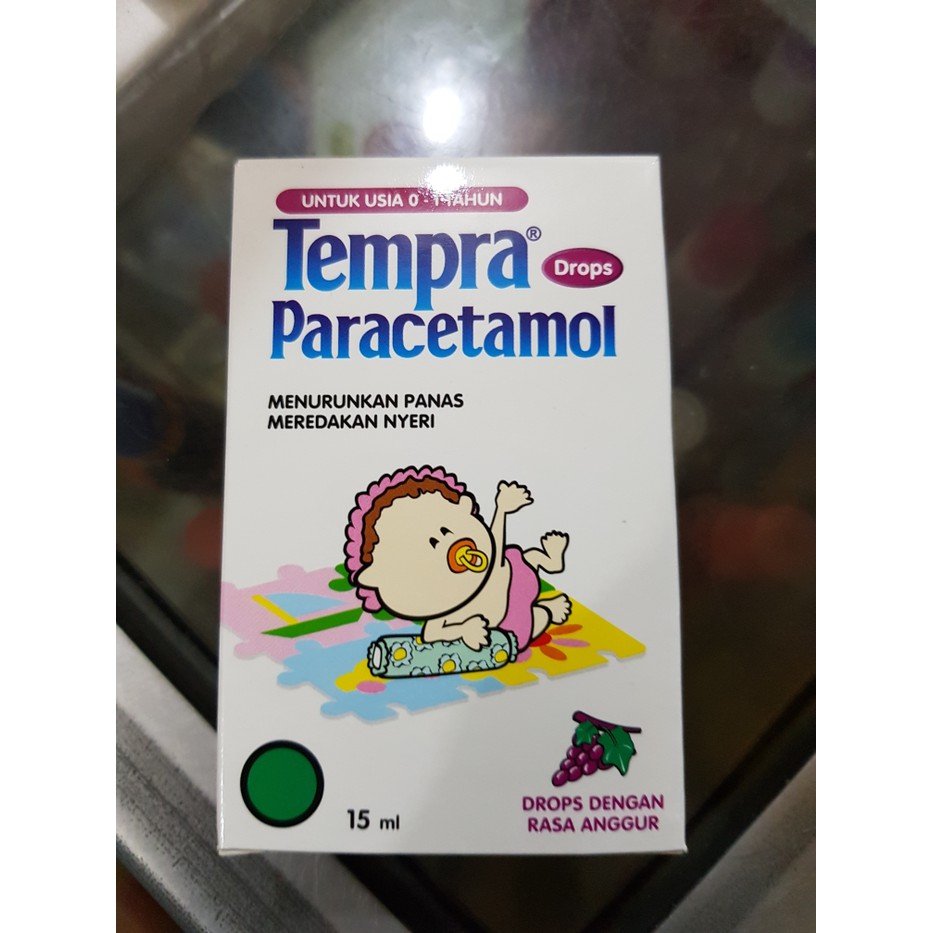 UNTUK USIA 0 - 1 TAHUN
Tempra®
Drops
Paracetamol
MENURUNKAN PANAS
MEREDAKAN NYERI
15 ml
DROPS DENGAN
RASA ANGGUR